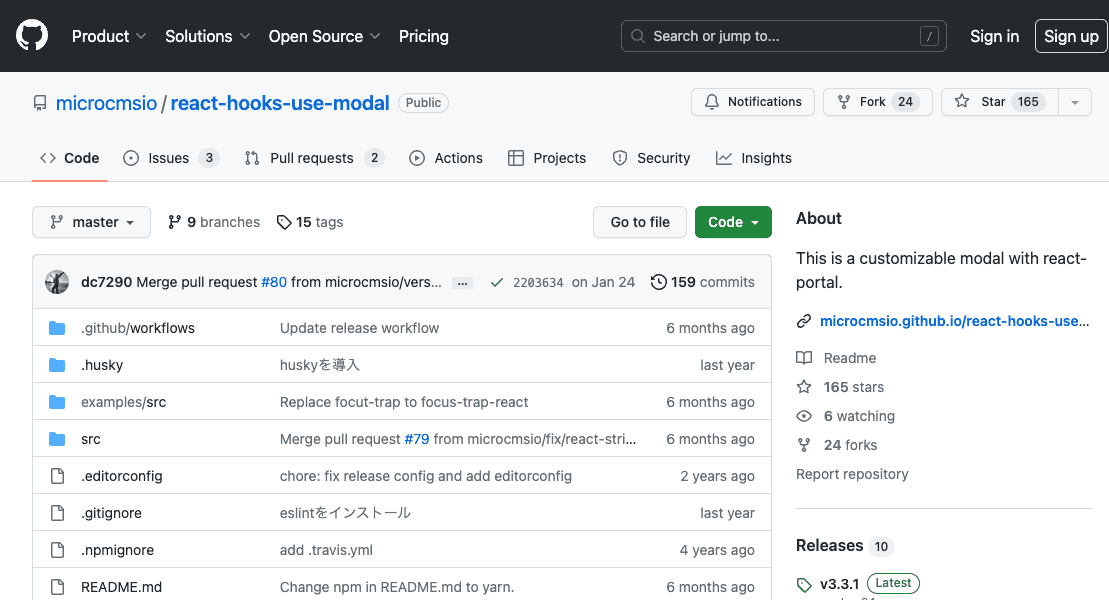 Product Solutions Open Source Pricing Search or jump to... / Sign in Sign up
microcmsio / react-hooks-use-modal Public Notifications Fork 24 Star 165
Code Issues 3 Pull requests 2 Actions Projects Security Insights
master 9 branches 15 tags Go to file Code
dc7290 Merge pull request #80 from microcmsio/vers... ... 2203634 on Jan 24 159 commits
.github/workflows Update release workflow 6 months ago
.husky huskyを導入 last year
examples/src Replace focut-trap to focus-trap-react 6 months ago
src Merge pull request #79 from microcmsio/fix/react-stri... 6 months ago
.editorconfig chore: fix release config and add editorconfig 2 years ago
.gitignore eslintをインストール last year
.npmignore add .travis.yml 4 years ago
README.md Change npm in README.md to yarn. 6 months ago
About
This is a customizable modal with react-
portal.
microcmsio.github.io/react-hooks-use...
Readme
165 stars
6 watching
24 forks
Report repository
Releases 10
v3.3.1 Latest